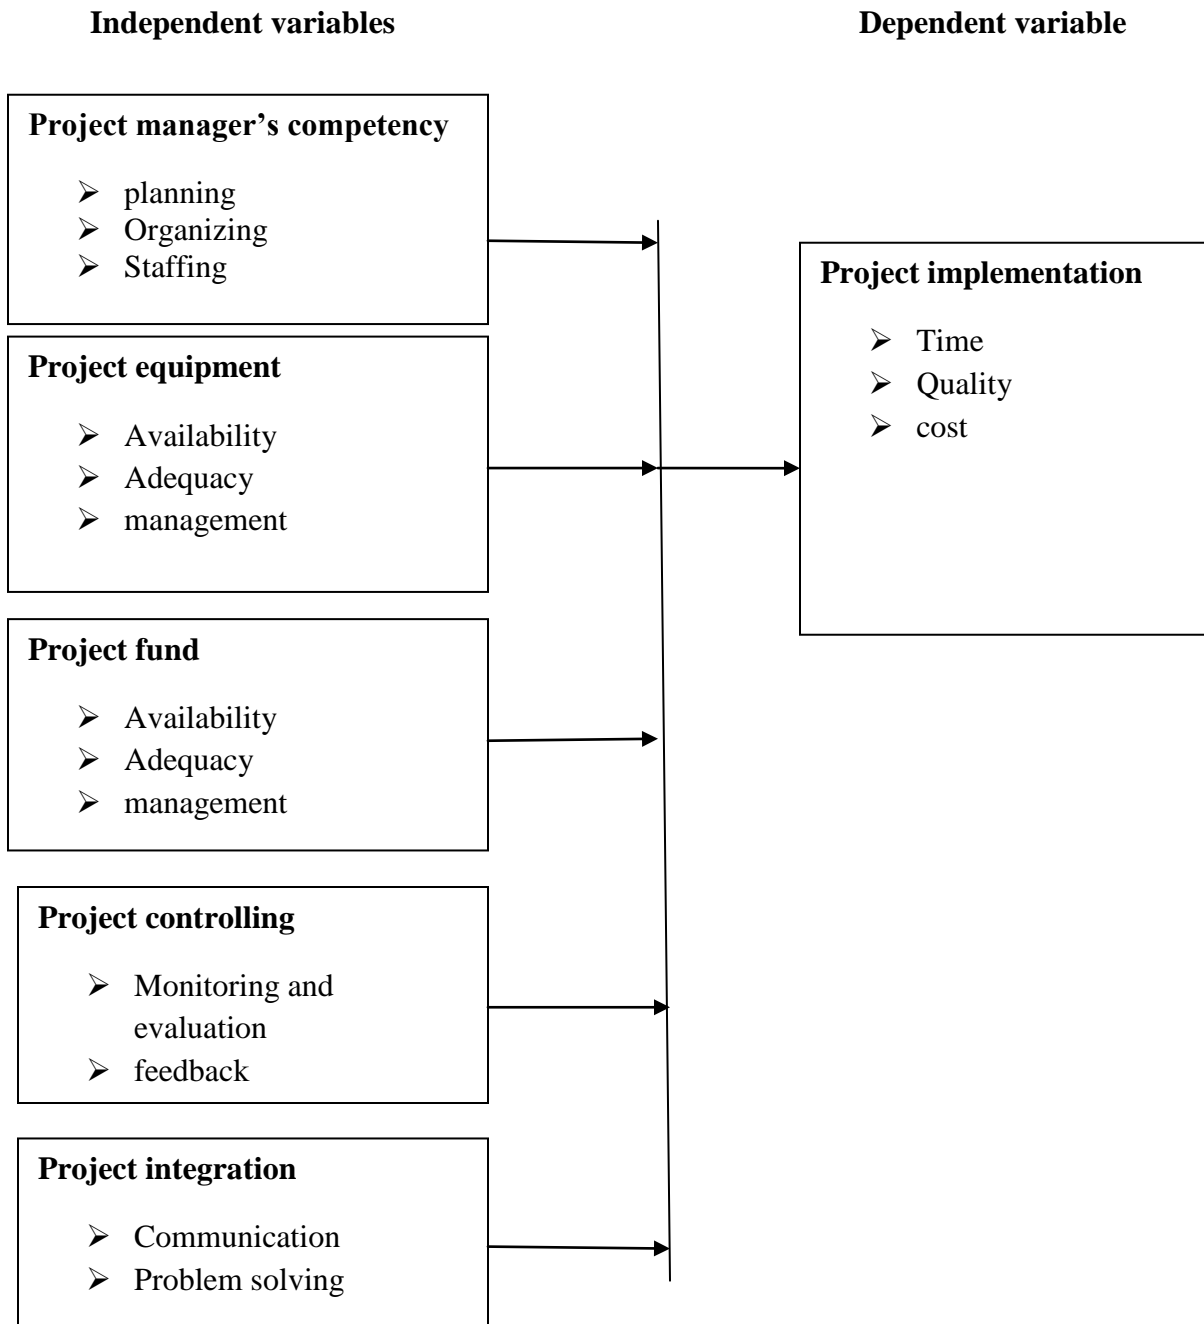 Independent variables
Dependent variable
Project manager’s competency
➢ planning
➢ Organizing
➢ Staffing
Project equipment
➢ Availability
➢ Adequacy
➢ management
Project fund
➢ Availability
➢ Adequacy
➢ management
Project controlling
➢ Monitoring and
evaluation
➢ feedback
Project integration
➢ Communication
➢ Problem solving
Project implementation
➢ Time
➢ Quality
➢ cost